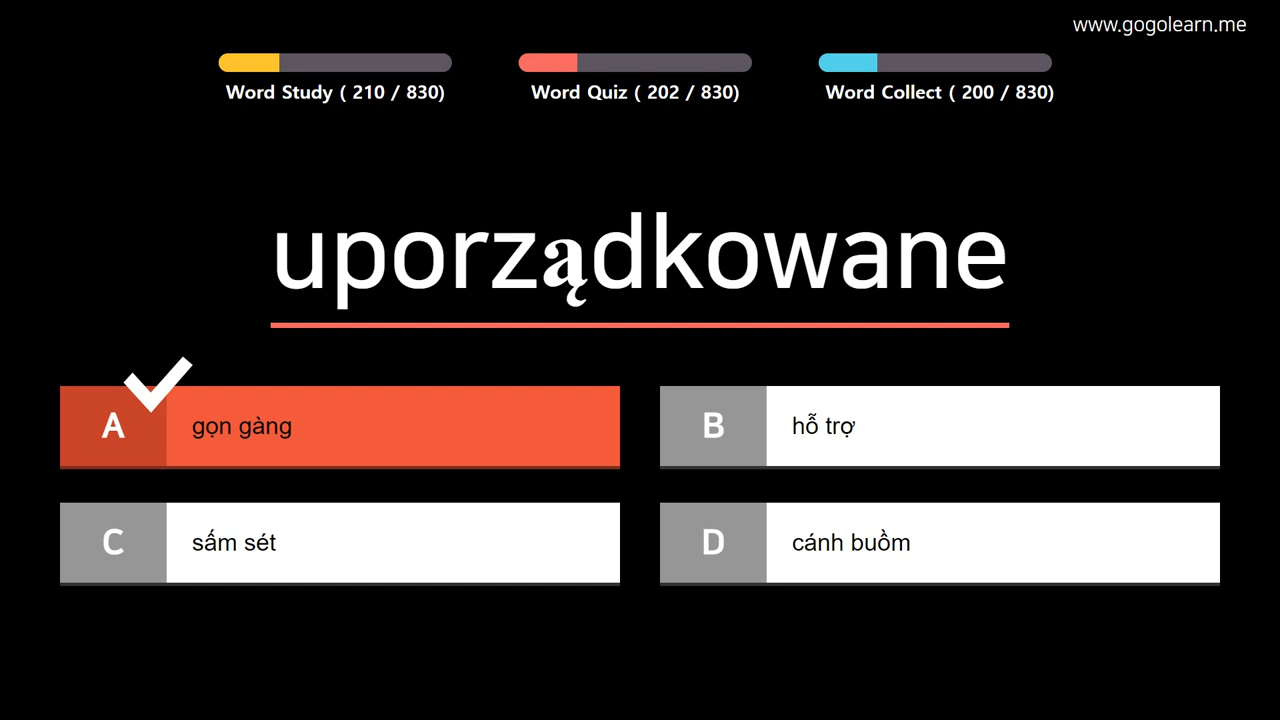 www.gogolearn.me
Word Study ( 210 / 830)
Word Quiz ( 202 / 830)
Word Collect ( 200 / 830)
uporządkowane
A gọn gàng
B hỗ trợ
C sấm sét
D cánh buồm